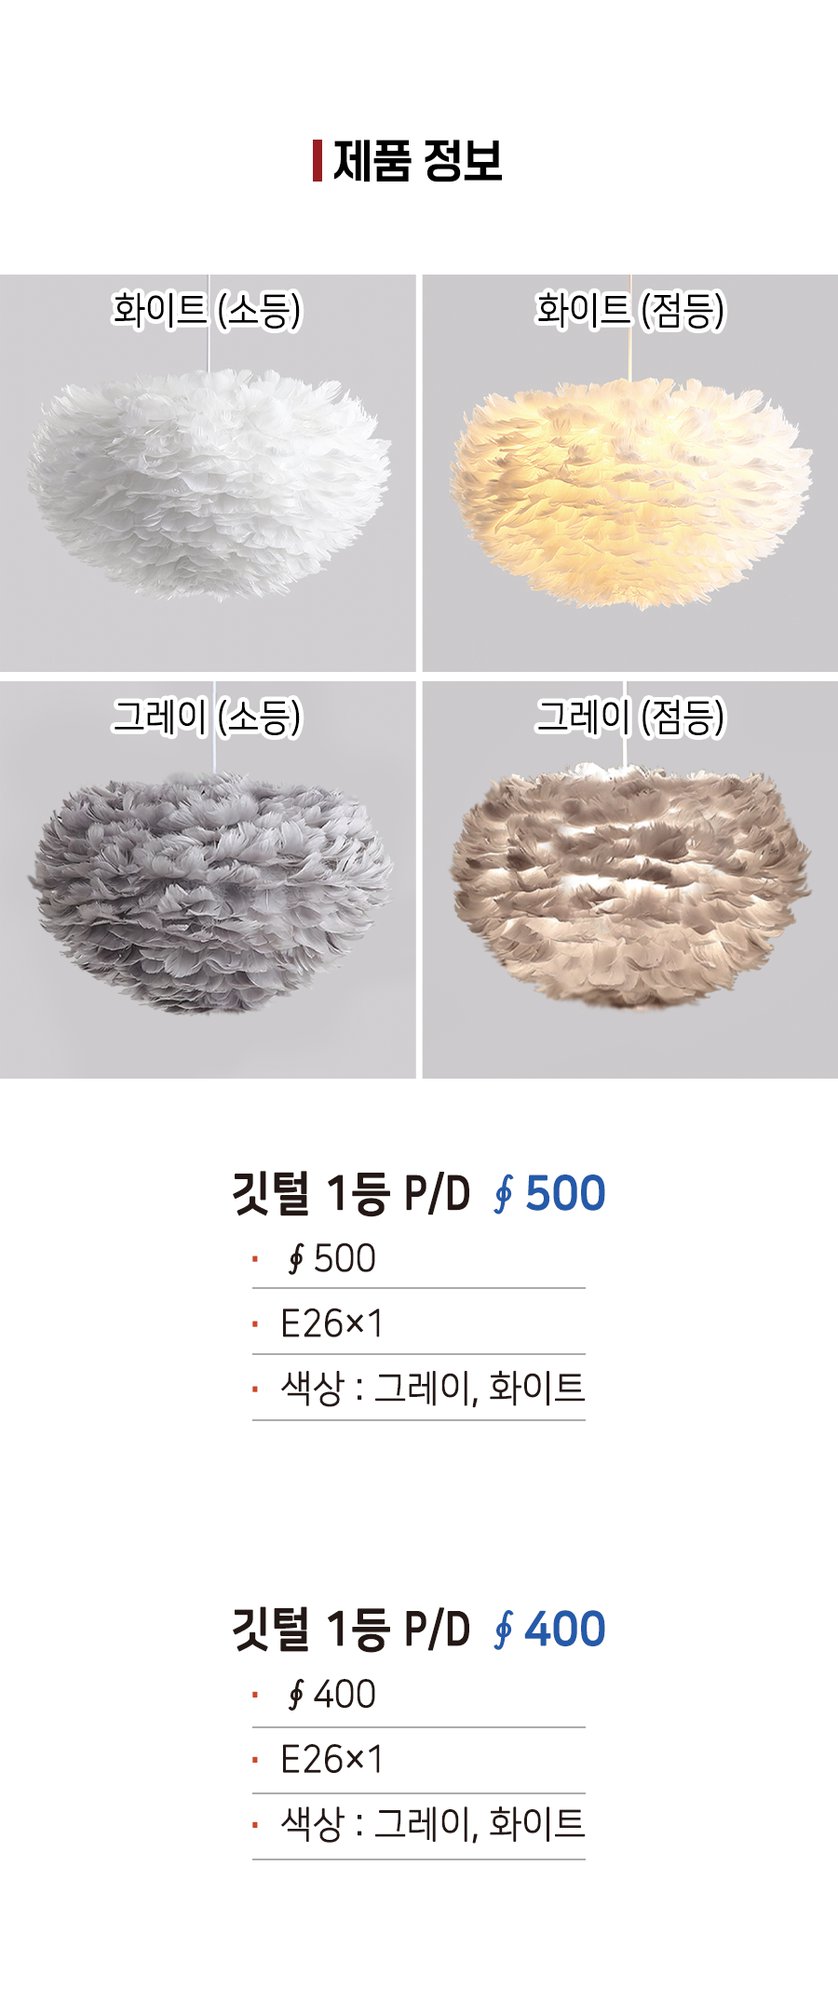 제품 정보
화이트 (소등)
화이트 (점등)
그레이 (소등)
그레이 (점등)
깃털 1등 P/D ∮ 500
· ∮ 500
· E26×1
· 색상 : 그레이, 화이트
깃털 1등 P/D ∮ 400
· ∮ 400
· E26×1
· 색상 : 그레이, 화이트